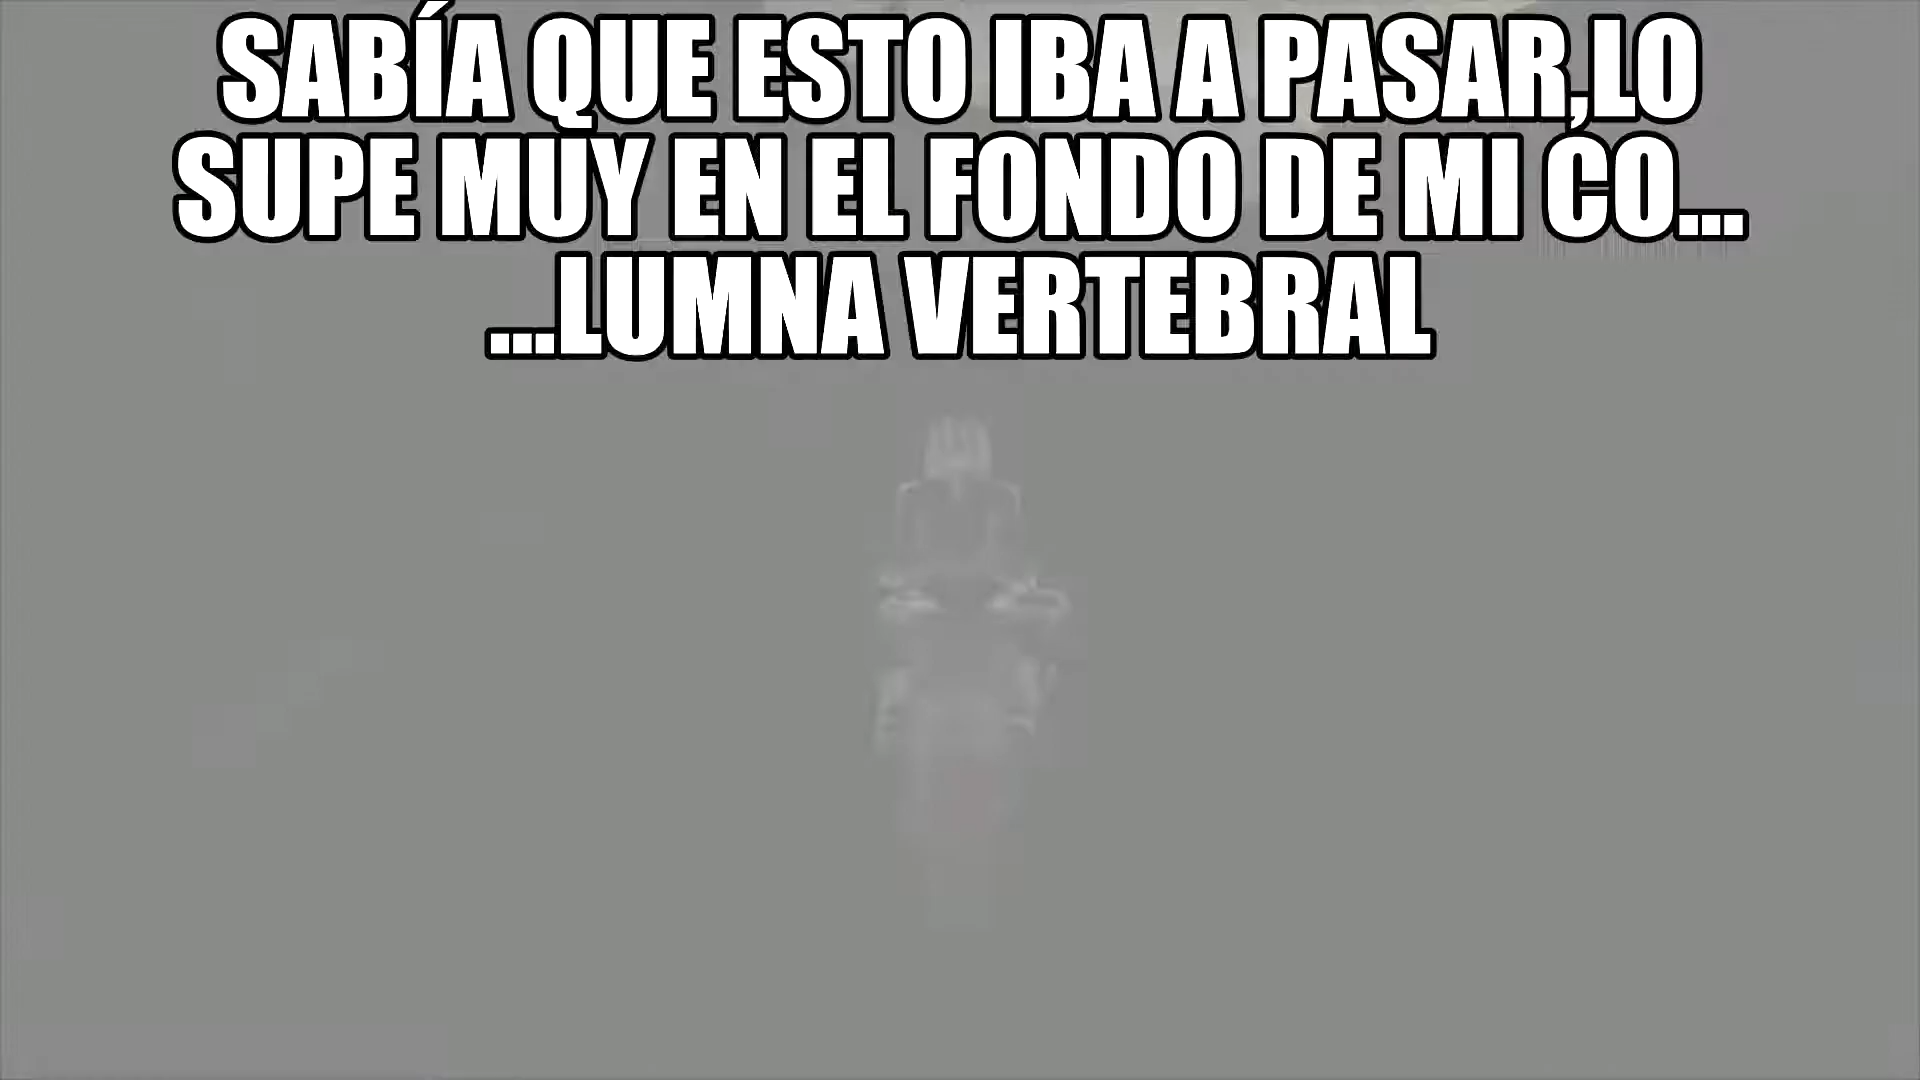 SABÍA QUE ESTO IBA A PASAR,LO
SUPE MUY EN EL FONDO DE MI CO...
...LUMNA VERTEBRAL